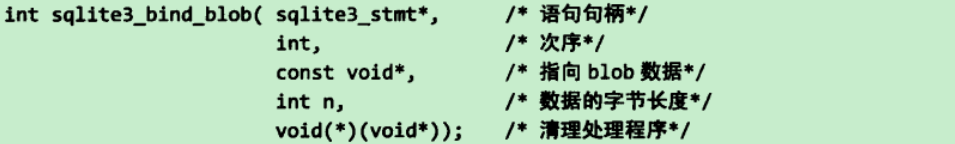 int sqlite3_bind_blob( sqlite3_stmt*, /* 语句句柄*/
int, /* 次序*/
const void*, /* 指向 blob 数据*/
int n, /* 数据的字节长度*/
void(*)(void*)); /* 清理处理程序*/